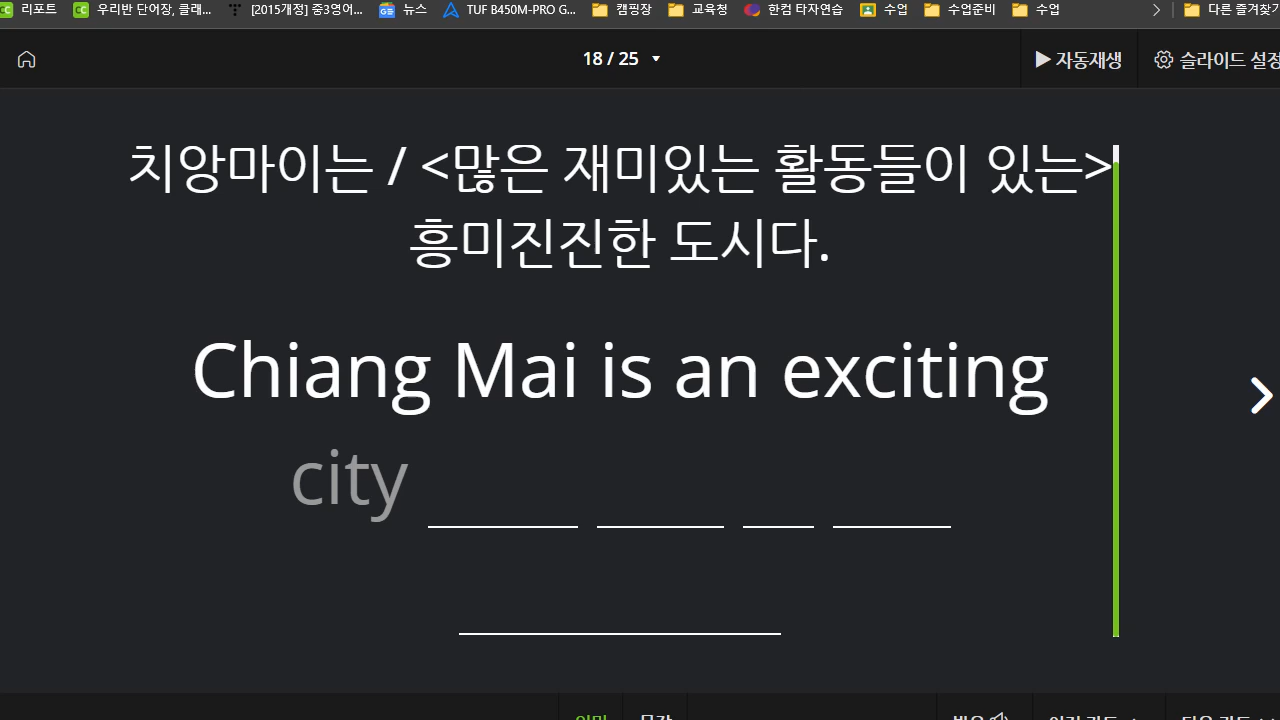 리포트 우리반 단어장, 클래... [2015개정] 중3영어... 뉴스 TUF B450M-PRO G... 캠핑장 교육청 한컴 타자연습 수업 수업준비 수업 다른 즐겨찾기
18 / 25 자동재생 슬라이드 설정
치앙마이는 / <많은 재미있는 활동들이 있는>
흥미진진한 도시다.
Chiang Mai is an exciting
city